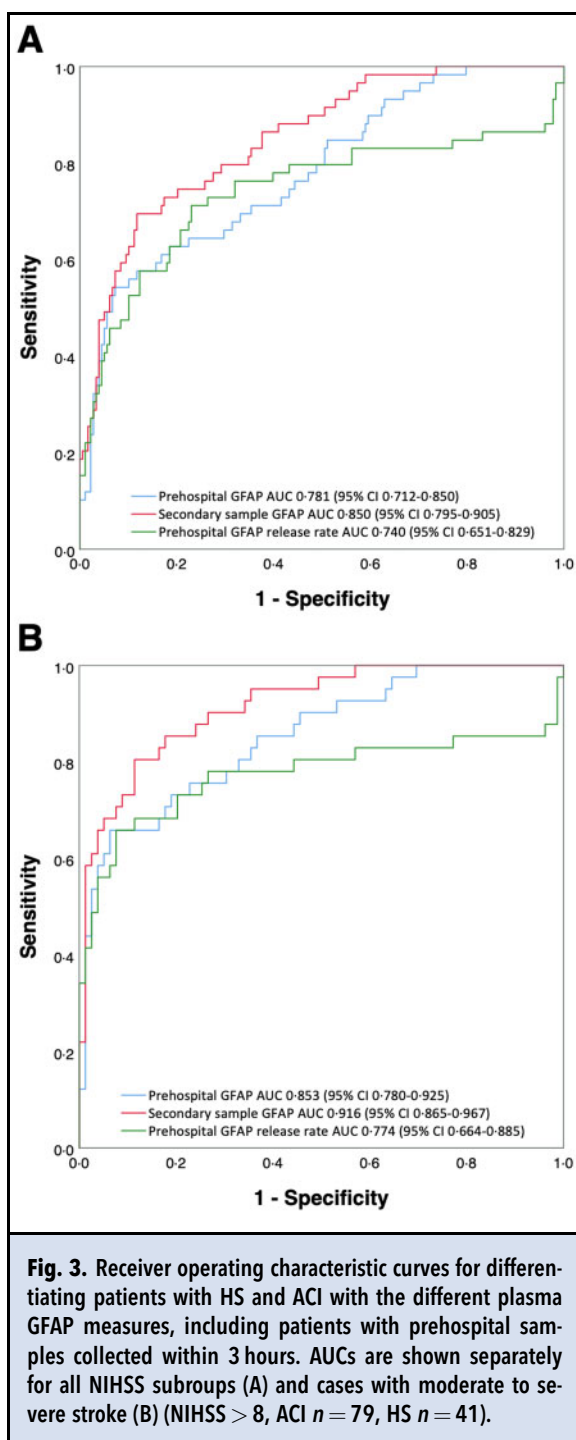 A
1·0
0·8
0·6
0·4
0·2
0·0
Sensitivity
Prehospital GFAP AUC 0·781 (95% CI 0·712-0·850)
Secondary sample GFAP AUC 0·850 (95% CI 0·795-0·905)
Prehospital GFAP release rate AUC 0·740 (95% CI 0·651-0·829)
0·0 0·2 0·4 0·6 0·8 1·0
1 - Specificity
B
1·0
0·8
0·6
0·4
0·2
0·0
Sensitivity
Prehospital GFAP AUC 0·853 (95% CI 0·780-0·925)
Secondary sample GFAP AUC 0·916 (95% CI 0·865-0·967)
Prehospital GFAP release rate AUC 0·774 (95% CI 0·664-0·885)
0·0 0·2 0·4 0·6 0·8 1·0
1 - Specificity
Fig. 3. Receiver operating characteristic curves for differen-
tiating patients with HS and ACI with the different plasma
GFAP measures, including patients with prehospital sam-
ples collected within 3 hours. AUCs are shown separately
for all NIHSS subroups (A) and cases with moderate to se-
vere stroke (B) (NIHSS > 8, ACI n = 79, HS n = 41).